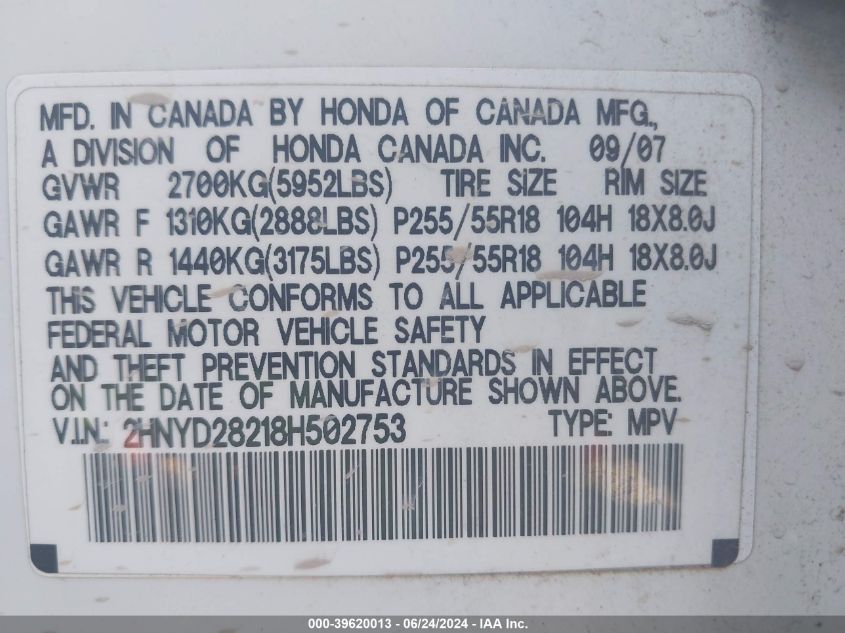 MFD. IN CANADA BY HONDA OF CANADA MFG.,
A DIVISION OF HONDA CANADA INC. 09/07
GVWR 2700KG(5952LBS) TIRE SIZE RIM SIZE
GAWR F 1310KG(2888LBS) P255/55R18 104H 18X8.0J
GAWR R 1440KG(3175LBS) P255/55R18 104H 18X8.0J
THIS VEHICLE CONFORMS TO ALL APPLICABLE
FEDERAL MOTOR VEHICLE SAFETY
AND THEFT PREVENTION STANDARDS IN EFFECT
ON THE DATE OF MANUFACTURE SHOWN ABOVE.
V.I.N.: 2HNYD28218H502753 TYPE: MPV
000-39620013 - 06/24/2024 - IAA Inc.